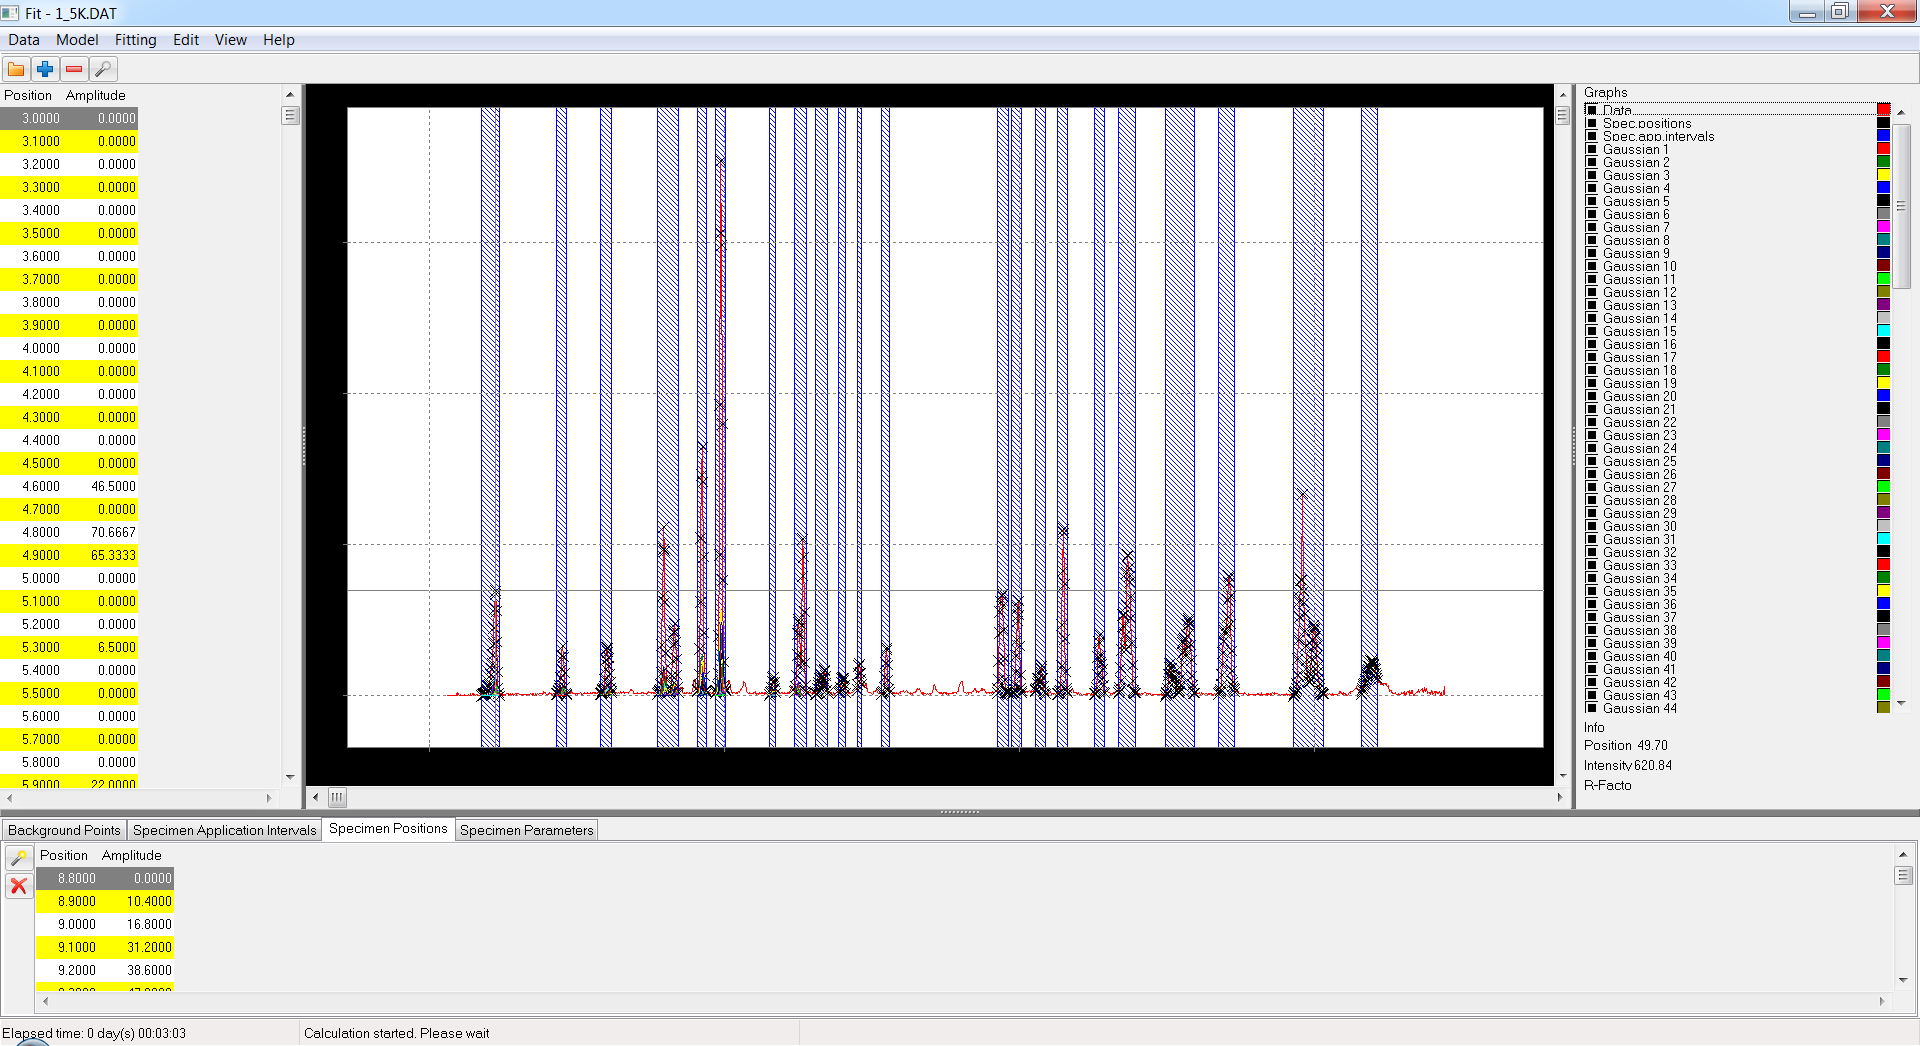 Fit - 1_5K.DAT
Data Model Fitting Edit View Help
Position Amplitude
3.0000 0.0000
3.1000 0.0000
3.2000 0.0000
3.3000 0.0000
3.4000 0.0000
3.5000 0.0000
3.6000 0.0000
3.7000 0.0000
3.8000 0.0000
3.9000 0.0000
4.0000 0.0000
4.1000 0.0000
4.2000 0.0000
4.3000 0.0000
4.4000 0.0000
4.5000 0.0000
4.6000 46.5000
4.7000 0.0000
4.8000 70.6667
4.9000 65.3333
5.0000 0.0000
5.1000 0.0000
5.2000 0.0000
5.3000 6.5000
5.4000 0.0000
5.5000 0.0000
5.6000 0.0000
5.7000 0.0000
5.8000 0.0000
5.9000 22.0000
Graphs
Data
Spec.positions
Spec.app.intervals
Gaussian 1
Gaussian 2
Gaussian 3
Gaussian 4
Gaussian 5
Gaussian 6
Gaussian 7
Gaussian 8
Gaussian 9
Gaussian 10
Gaussian 11
Gaussian 12
Gaussian 13
Gaussian 14
Gaussian 15
Gaussian 16
Gaussian 17
Gaussian 18
Gaussian 19
Gaussian 20
Gaussian 21
Gaussian 22
Gaussian 23
Gaussian 24
Gaussian 25
Gaussian 26
Gaussian 27
Gaussian 28
Gaussian 29
Gaussian 30
Gaussian 31
Gaussian 32
Gaussian 33
Gaussian 34
Gaussian 35
Gaussian 36
Gaussian 37
Gaussian 38
Gaussian 39
Gaussian 40
Gaussian 41
Gaussian 42
Gaussian 43
Gaussian 44
Info
Position 49.70
Intensity 620.84
R-Facto
Background Points Specimen Application Intervals Specimen Positions Specimen Parameters
Position Amplitude
8.8000 0.0000
8.9000 10.4000
9.0000 16.8000
9.1000 31.2000
9.2000 38.6000
Elapsed time: 0 day(s) 00:03:03
Calculation started. Please wait